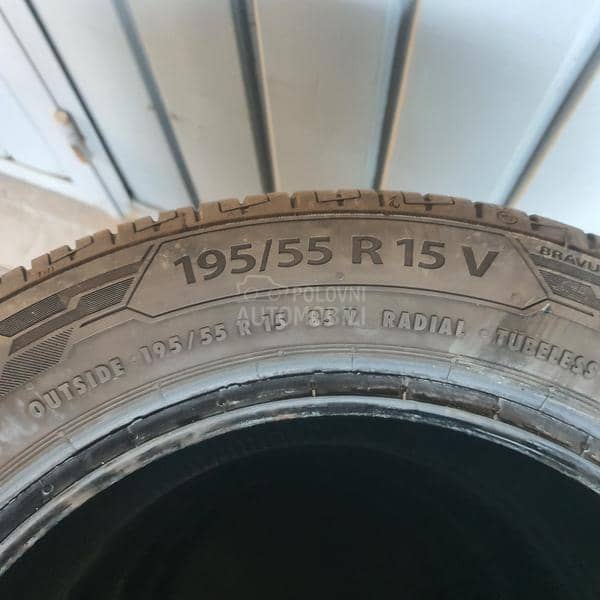 195/55 R 15 V
BRAVU
POLOVNI
AUTOMOBILI
OUTSIDE · 195/55 R 15 85 V RADIAL · TUBELESS